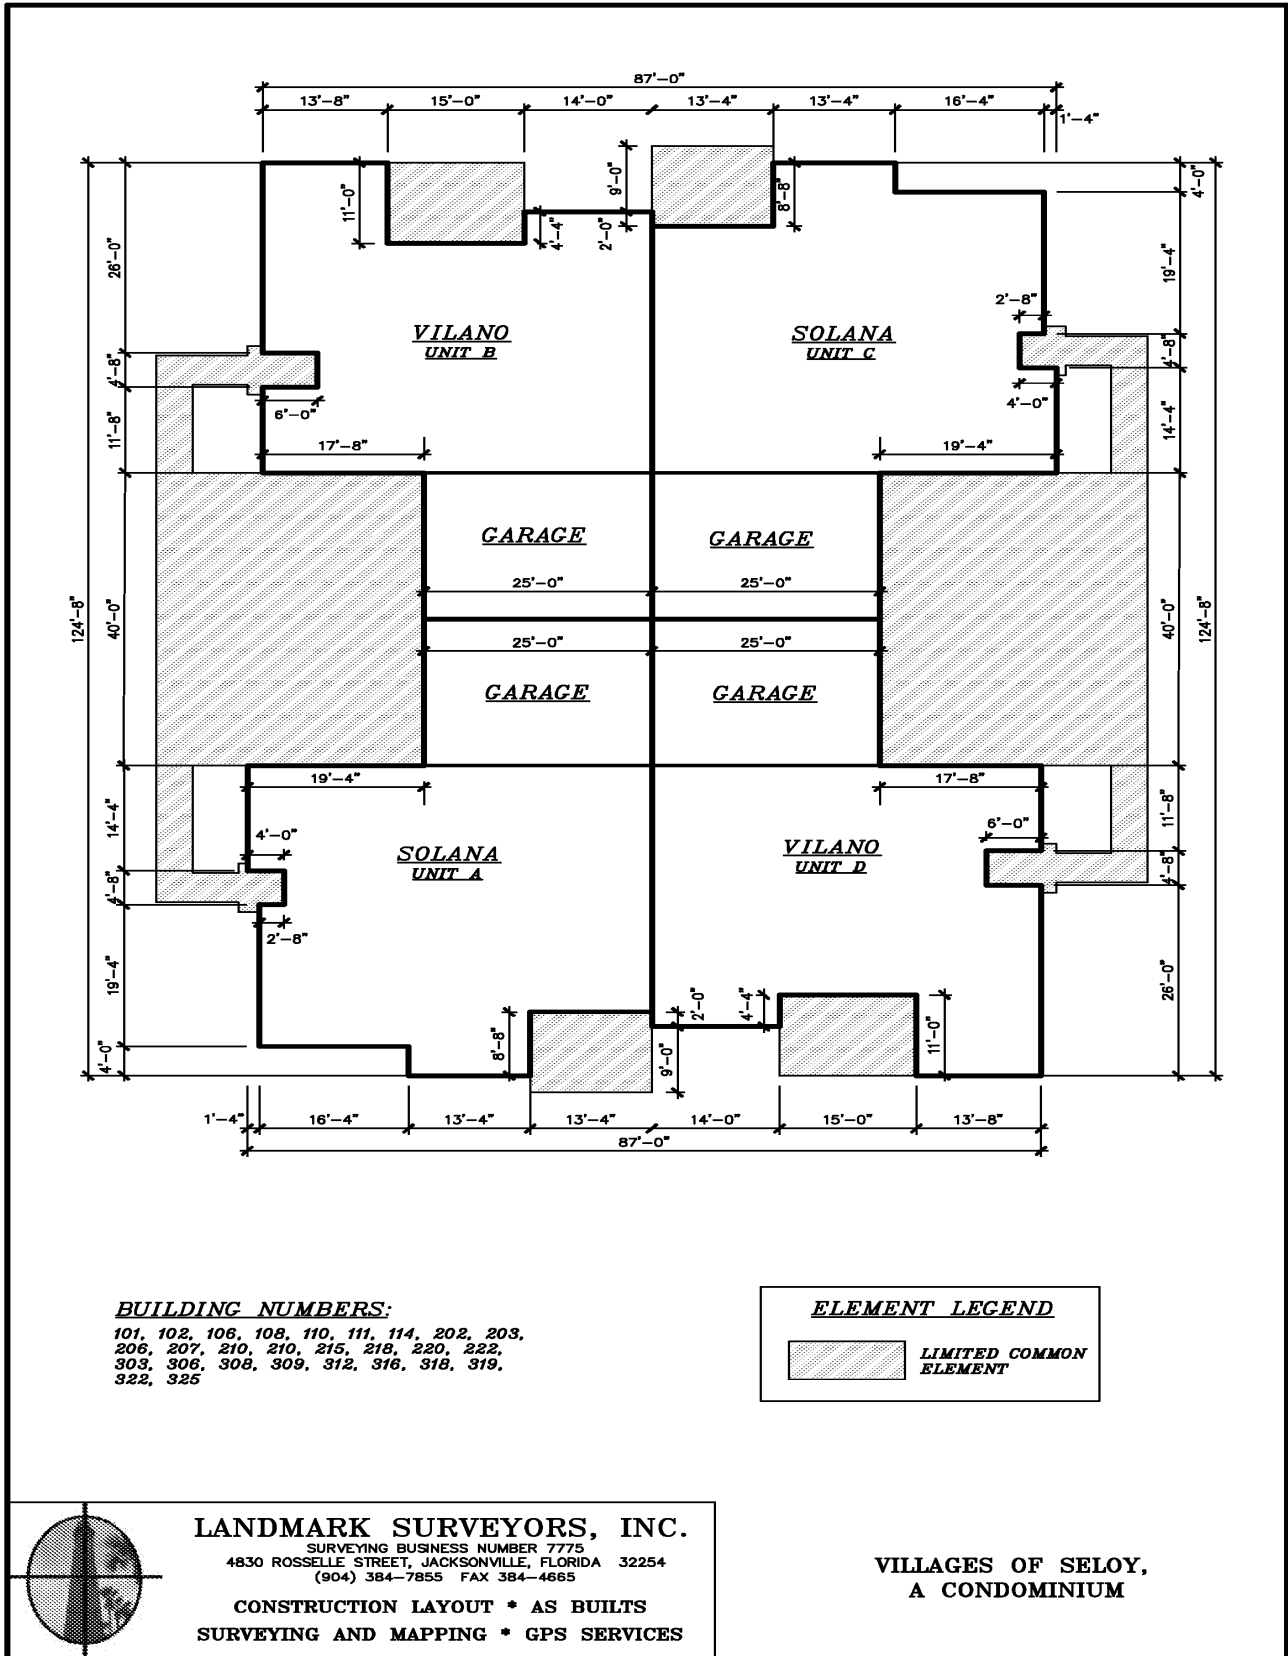 87'-0"
13'-8" 15'-0" 14'-0" 13'-4" 13'-4" 16'-4"
1'-4"
11'-0" 4'-4" 2'-0" 9'-0" 8'-8" 4'-0"
26'-0" 19'-4"
2'-8"
VILANO SOLANA
UNIT B UNIT C
4'-8" 4'-8"
6'-0" 4'-0"
11'-8" 14'-4"
17'-8" 19'-4"
GARAGE GARAGE
25'-0" 25'-0"
124'-8" 40'-0" 40'-0" 124'-8"
25'-0" 25'-0"
GARAGE GARAGE
19'-4" 17'-8"
14'-4" 11'-8"
4'-0" 6'-0"
SOLANA VILANO
UNIT A UNIT D
4'-8" 4'-8"
2'-8"
19'-4" 26'-0"
4'-0" 8'-8" 9'-0" 2'-0" 4'-4" 11'-0"
1'-4" 16'-4" 13'-4" 13'-4" 14'-0" 15'-0" 13'-8"
87'-0"
BUILDING NUMBERS:
101, 102, 106, 108, 110, 111, 114, 202, 203,
206, 207, 210, 210, 215, 218, 220, 222,
303, 306, 308, 309, 312, 316, 318, 319,
322, 325
ELEMENT LEGEND
LIMITED COMMON
ELEMENT
LANDMARK SURVEYORS, INC.
SURVEYING BUSINESS NUMBER 7775
4830 ROSSELLE STREET, JACKSONVILLE, FLORIDA 32254
(904) 384-7855 FAX 384-4665
CONSTRUCTION LAYOUT * AS BUILTS
SURVEYING AND MAPPING * GPS SERVICES
VILLAGES OF SELOY,
A CONDOMINIUM